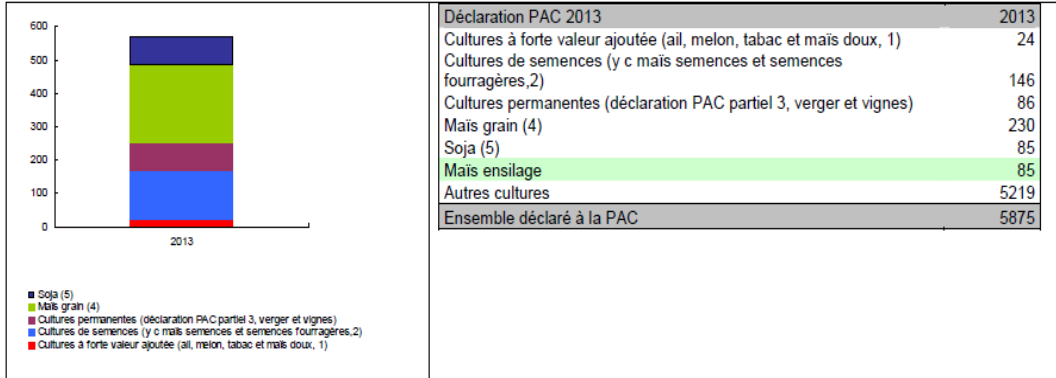 600
500
400
300
200
100
0
2013
Soja (5)
Maïs grain (4)
Cultures permanentes (déclaration PAC partiel 3, verger et vignes)
Cultures de semences (y c maïs semences et semences fourragères,2)
Cultures à forte valeur ajoutée (ail, melon, tabac et maïs doux, 1)
Déclaration PAC 2013 2013
Cultures à forte valeur ajoutée (ail, melon, tabac et maïs doux, 1) 24
Cultures de semences (y c maïs semences et semences
fourragères,2) 146
Cultures permanentes (déclaration PAC partiel 3, verger et vignes) 86
Maïs grain (4) 230
Soja (5) 85
Maïs ensilage 85
Autres cultures 5219
Ensemble déclaré à la PAC 5875